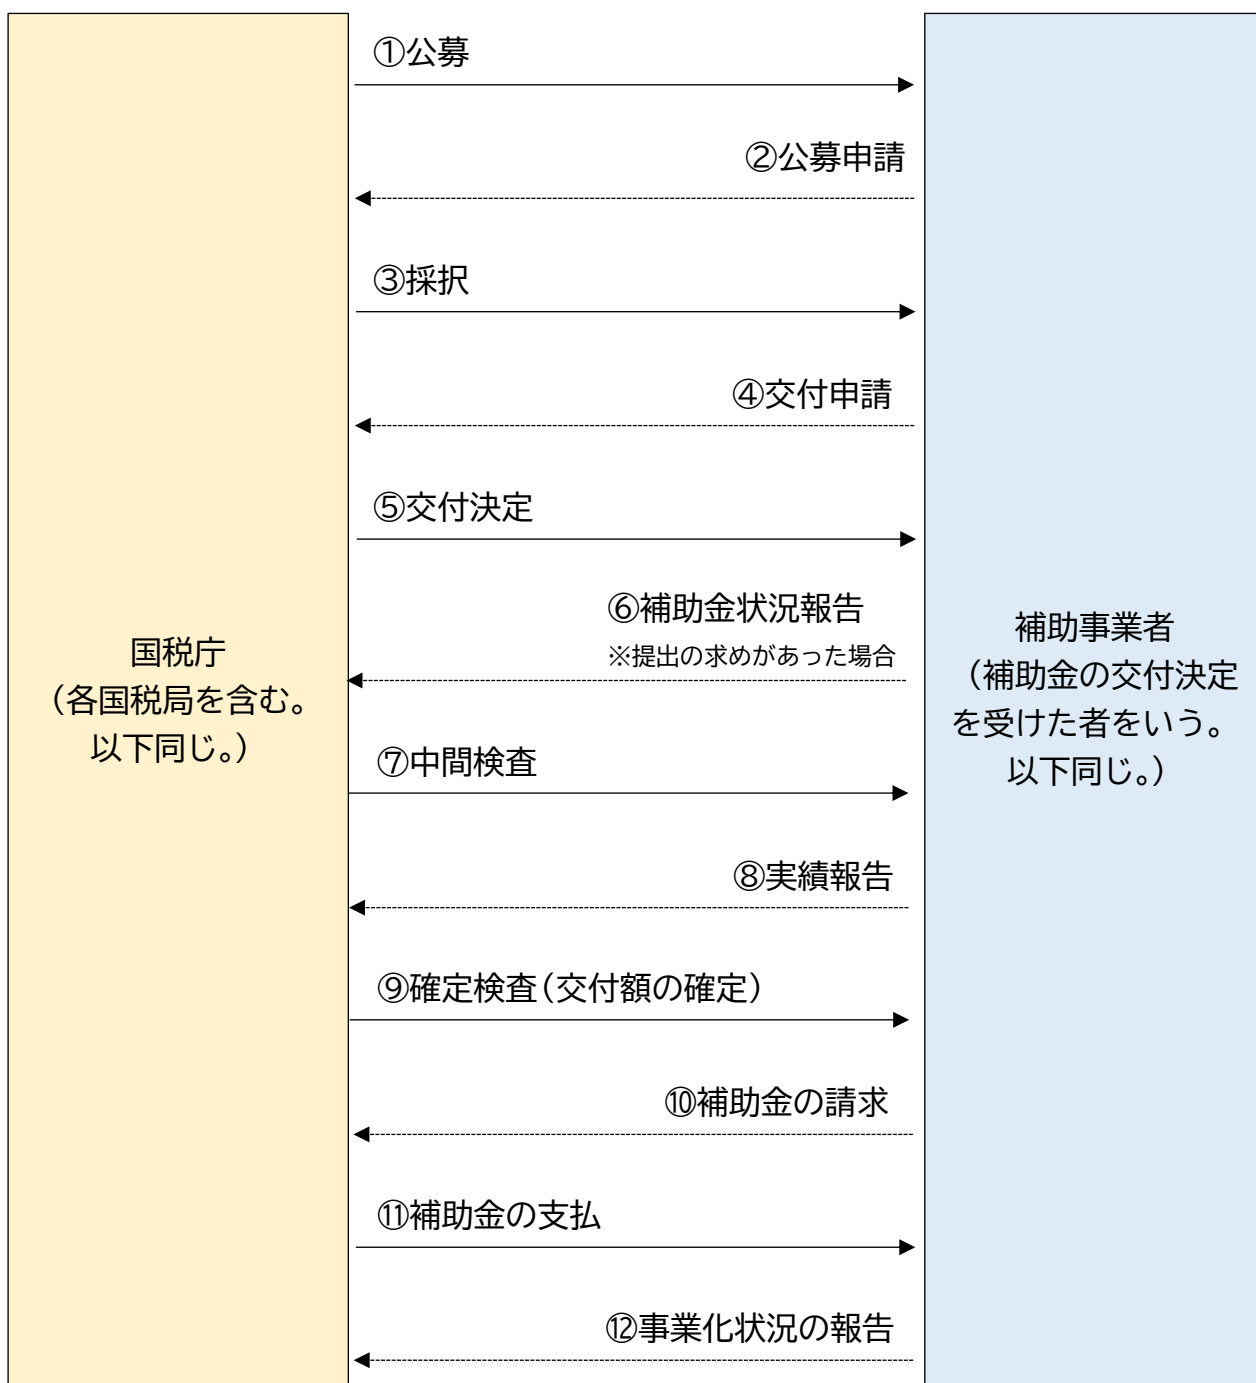 ①公募
②公募申請
③採択
④交付申請
⑤交付決定
⑥補助金状況報告
※提出の求めがあった場合
国税庁
（各国税局を含む。
以下同じ。）
補助事業者
（補助金の交付決定
を受けた者をいう。
以下同じ。）
⑦中間検査
⑧実績報告
⑨確定検査（交付額の確定）
⑩補助金の請求
⑪補助金の支払
⑫事業化状況の報告